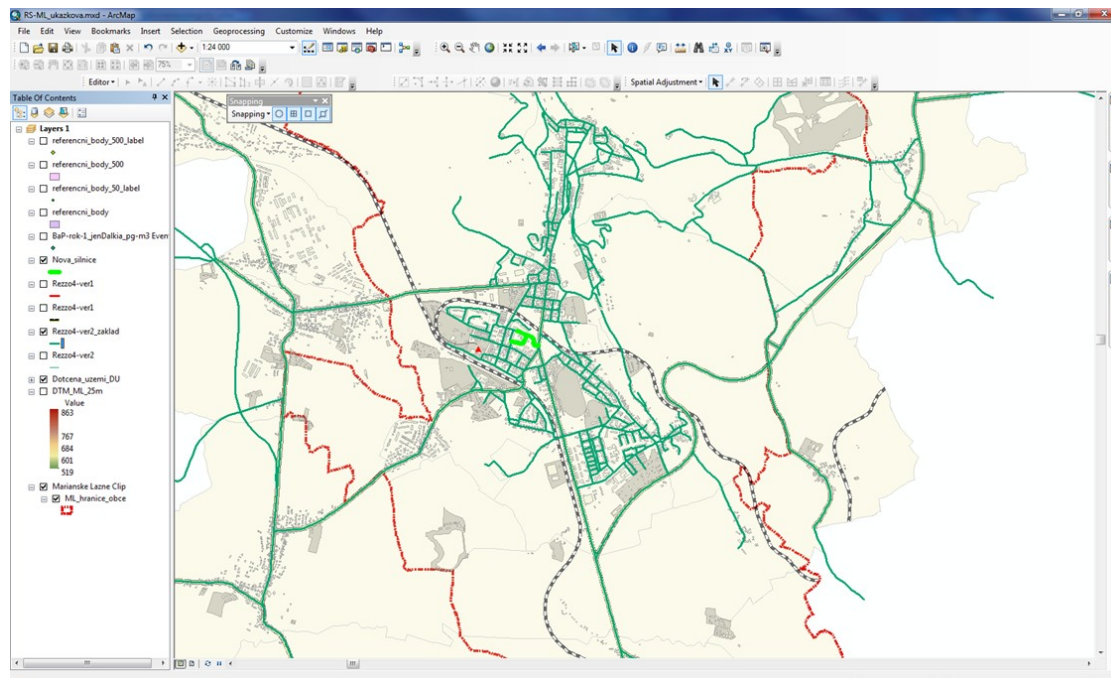 RS-ML_ukazkova.mxd - ArcMap
File Edit View Bookmarks Insert Selection Geoprocessing Customize Windows Help
1:24 000
75%
Editor
Spatial Adjustment
Table Of Contents
Snapping
Snapping
Layers 1
referencni_body_500_label
referencni_body_500
referencni_body_50_label
referencni_body
BaP-rok-1_jenDalkia_pg-m3 Event
Nova_silnice
Rezzo4-ver1
Rezzo4-ver1
Rezzo4-ver2_zaklad
Rezzo4-ver2
Dotcena_uzemi_DU
DTM_ML_25m
Value
863
767
684
601
519
Marianske Lazne Clip
ML_hranice_obce